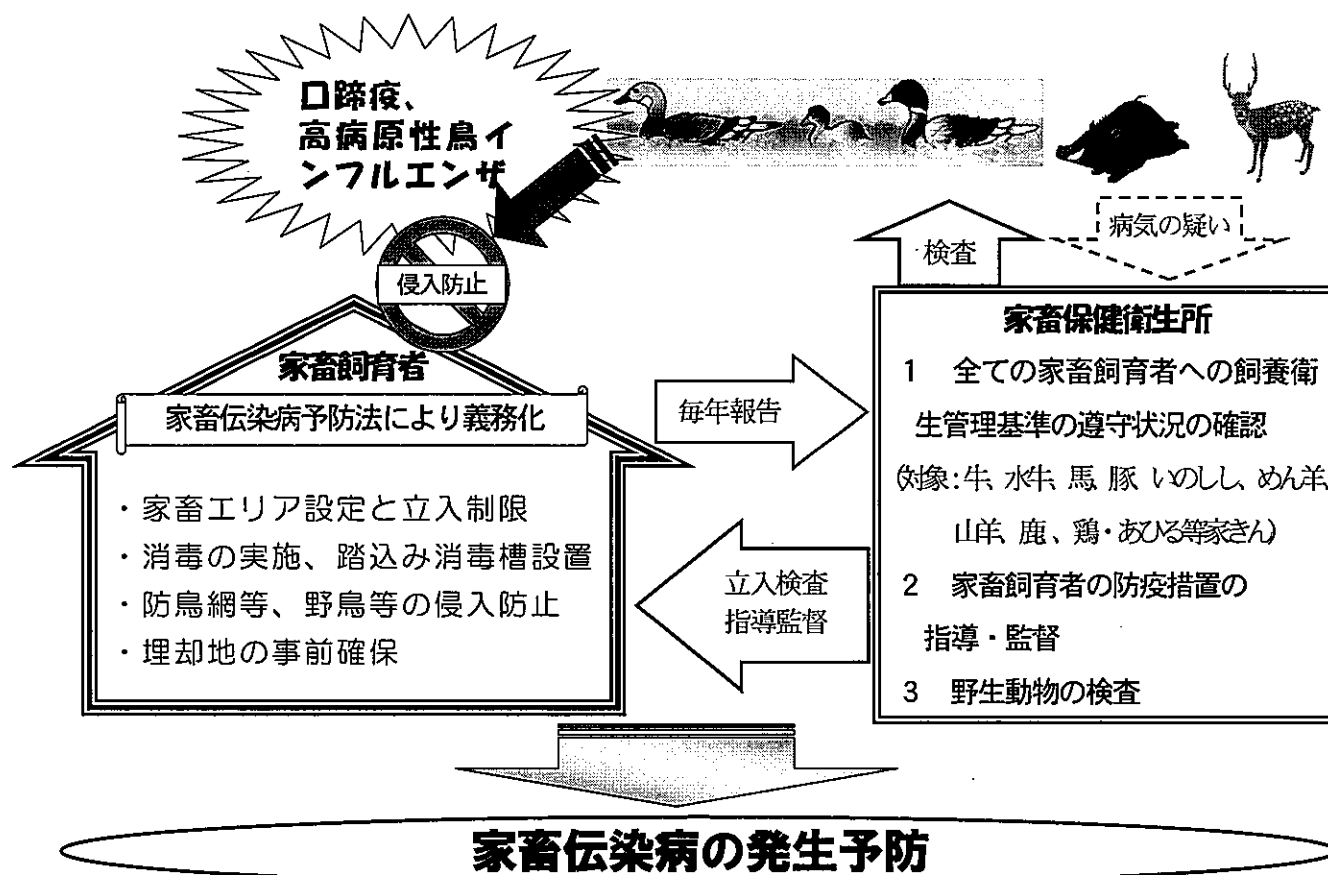 口蹄疫、
高病原性鳥イ
ンフルエンザ
侵入防止
家畜飼育者
家畜伝染病予防法により義務化
・家畜エリア設定と立入制限
・消毒の実施、踏込み消毒槽設置
・防鳥網等、野鳥等の侵入防止
・埋却地の事前確保
毎年報告
立入検査
指導監督
検査
病気の疑い
家畜保健衛生所
1 全ての家畜飼育者への飼養衛
生管理基準の遵守状況の確認
(対象:牛、水牛、馬、豚、いのしし、めん羊、
山羊、鹿、鶏・あひる等家きん)
2 家畜飼育者の防疫措置の
指導・監督
3 野生動物の検査
家畜伝染病の発生予防